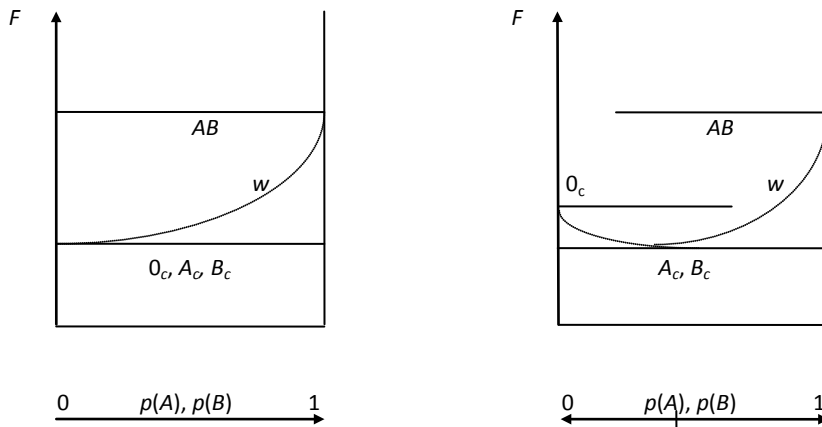 F
AB
w
0c, Ac, Bc
0 p(A), p(B) 1
F
AB
0c
w
Ac, Bc
0 p(A), p(B) 1